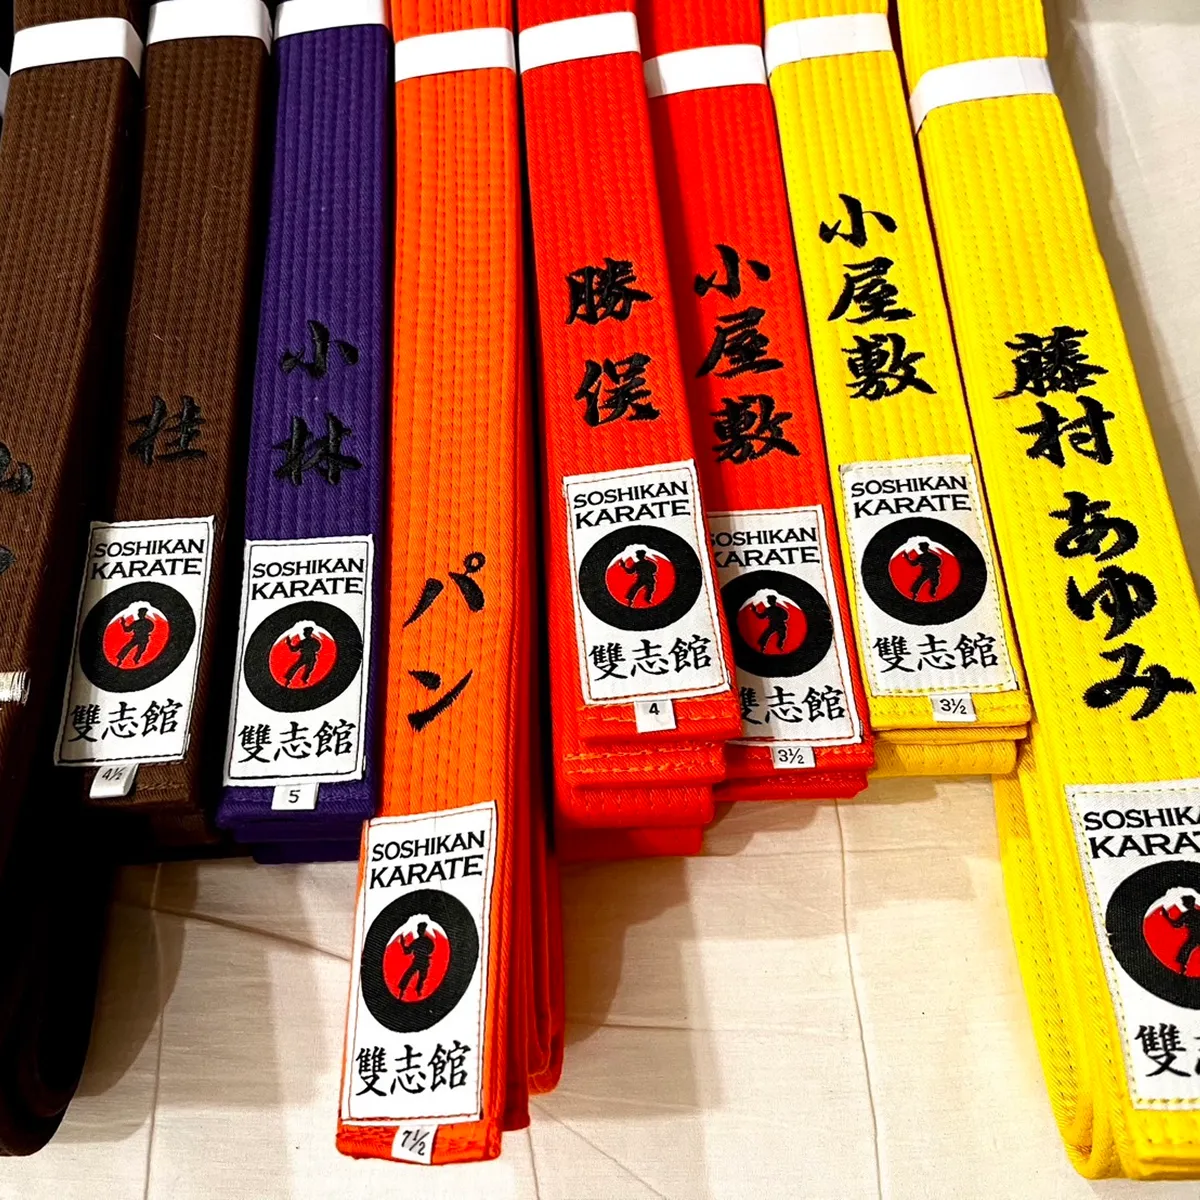 桂
SOSHIKAN
KARATE
雙志館
4½
小林
SOSHIKAN
KARATE
雙志館
5
パン
SOSHIKAN
KARATE
雙志館
7½
勝俣
SOSHIKAN
KARATE
雙志館
4
小屋敷
SOSHIKAN
KARATE
雙志館
3½
小屋敷
SOSHIKAN
KARATE
雙志館
3½
藤村あゆみ
SOSHIKA
KARAT
雙